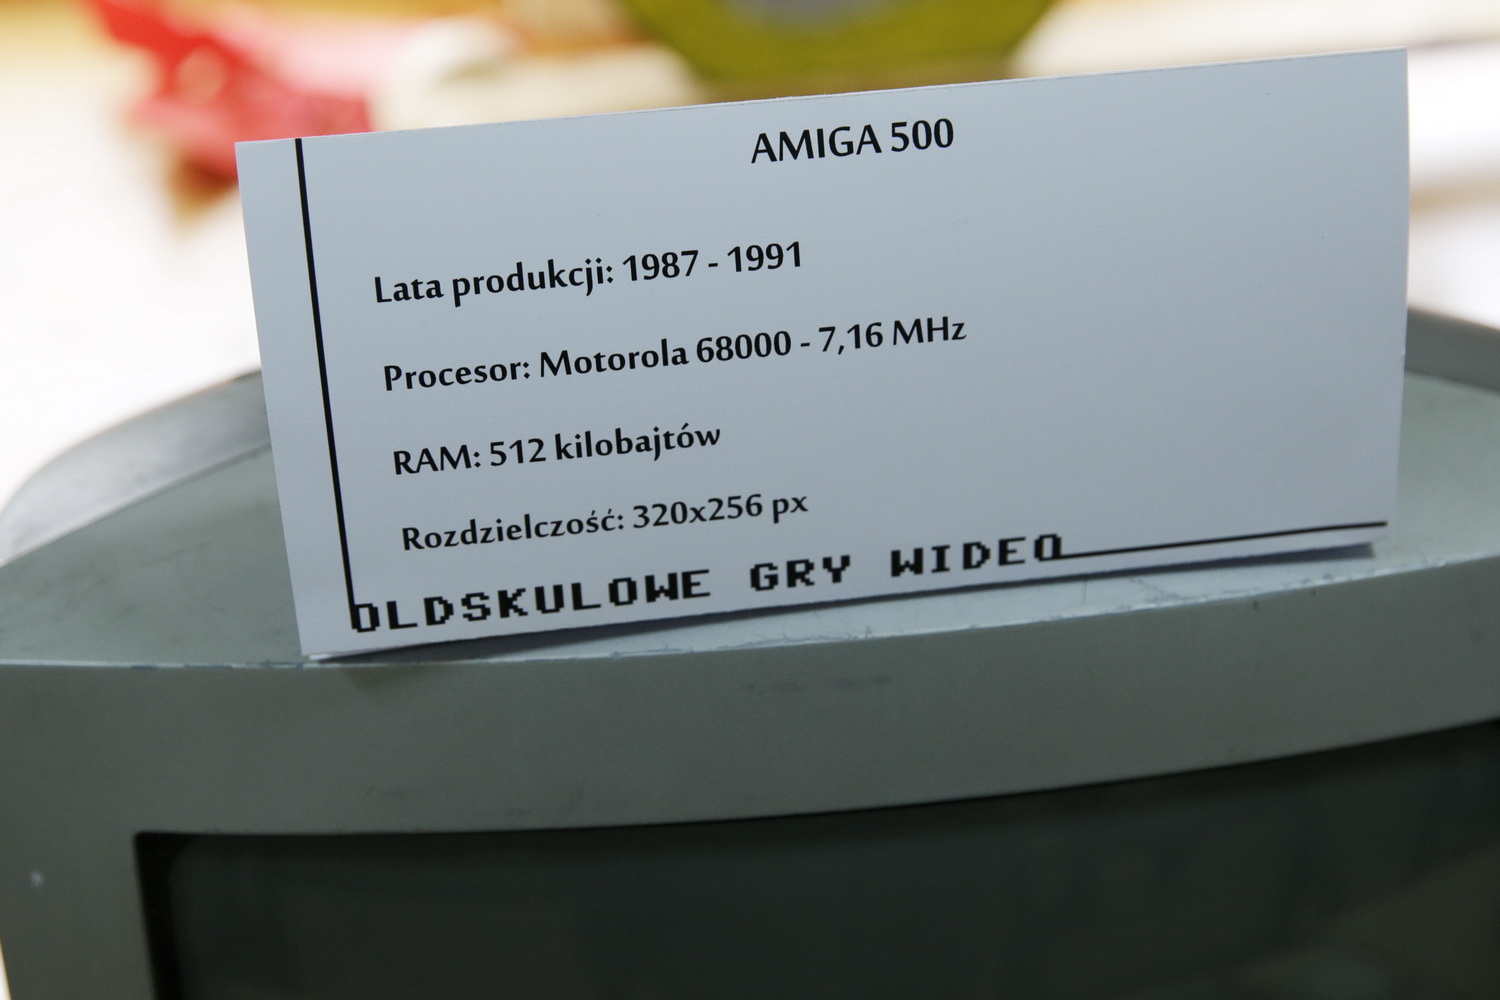 AMIGA 500
Lata produkcji: 1987 - 1991
Procesor: Motorola 68000 - 7,16 MHz
RAM: 512 kilobajtów
Rozdzielczość: 320x256 px
OLDSKULOWE GRY WIDEO